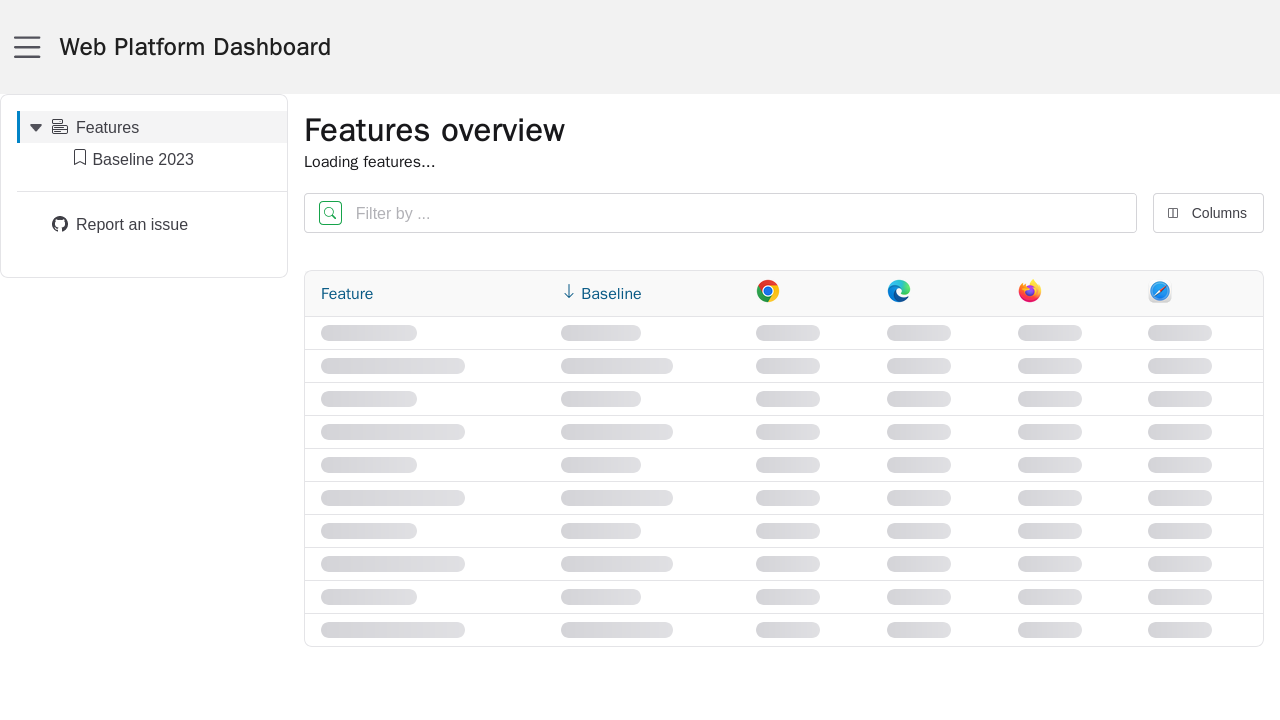 Web Platform Dashboard
Features
Baseline 2023
Report an issue
Features overview
Loading features...
Filter by ...
Columns
Feature
Baseline